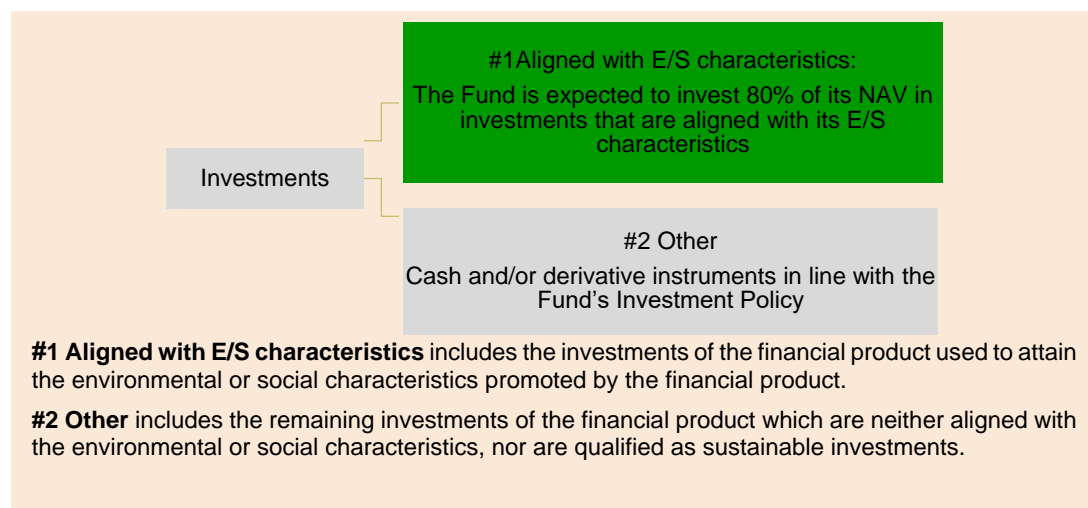 #1Aligned with E/S characteristics:
The Fund is expected to invest 80% of its NAV in
investments that are aligned with its E/S
characteristics
Investments
#2 Other
Cash and/or derivative instruments in line with the
Fund’s Investment Policy
#1 Aligned with E/S characteristics includes the investments of the financial product used to attain
the environmental or social characteristics promoted by the financial product.
#2 Other includes the remaining investments of the financial product which are neither aligned with
the environmental or social characteristics, nor are qualified as sustainable investments.